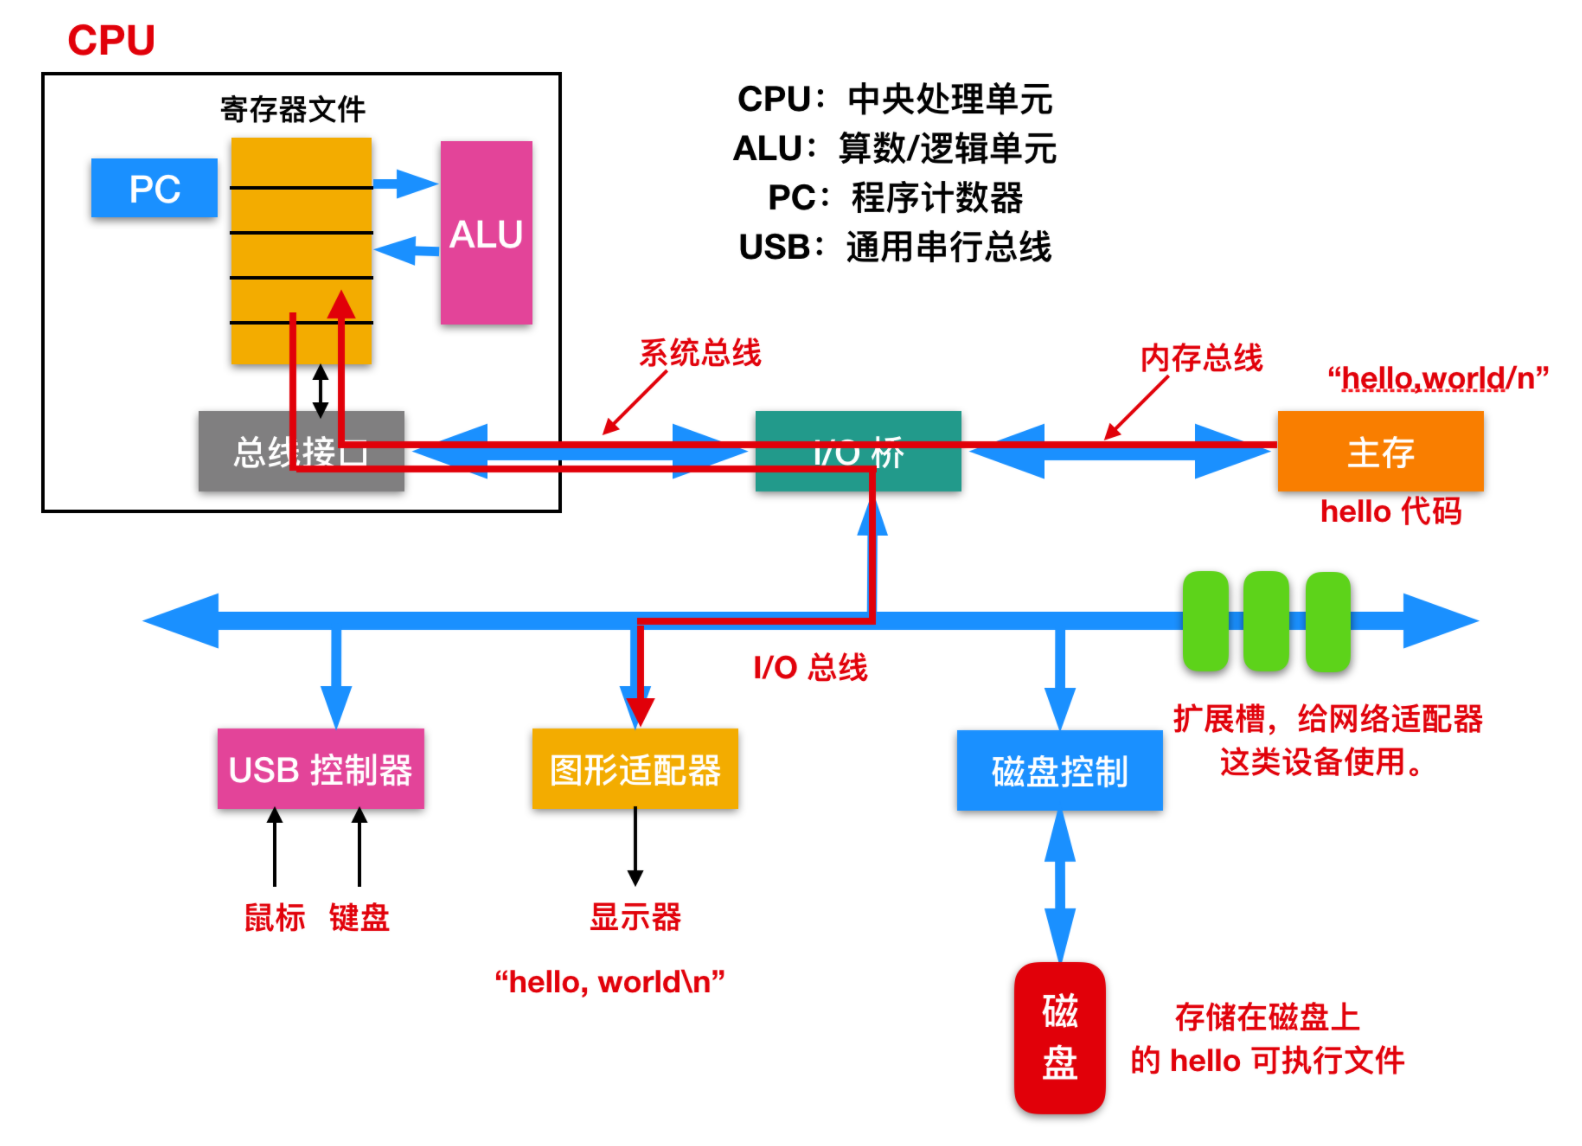 CPU
寄存器文件
PC
ALU
CPU：中央处理单元
ALU：算数/逻辑单元
PC：程序计数器
USB：通用串行总线
系统总线
内存总线
“hello,world/n”
总线接口
I/O 桥
主存
hello 代码
I/O 总线
扩展槽，给网络适配器
这类设备使用。
USB 控制器
图形适配器
磁盘控制
鼠标
键盘
显示器
“hello, world\n”
磁
盘
存储在磁盘上
的 hello 可执行文件